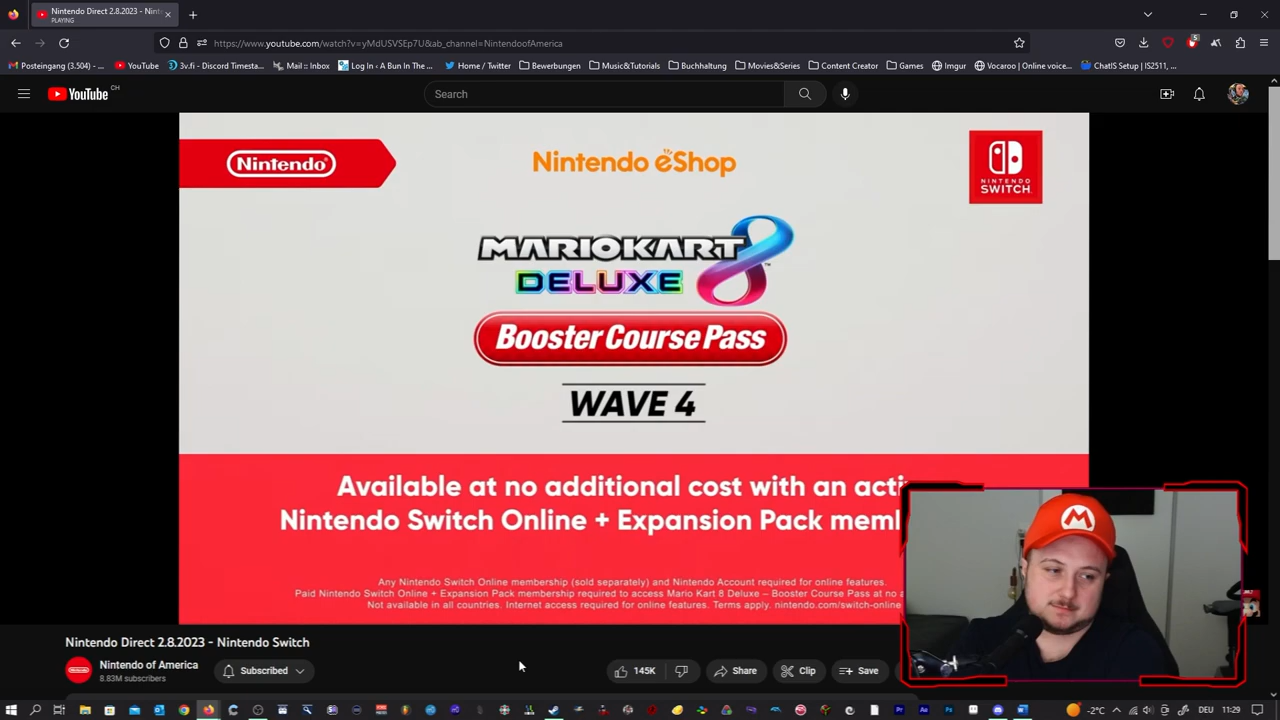 Nintendo Direct 2.8.2023 - Nint
PLAYING
https://www.youtube.com/watch?v=yMdUSVSEp7U&ab_channel=NintendoofAmerica
5
Posteingang (3.504) - ...
YouTube
3v.fi - Discord Timesta...
Mail :: Inbox
Log In ‹ A Bun In The ...
Home / Twitter
Bewerbungen
Music&Tutorials
Buchhaltung
Movies&Series
Content Creator
Games
Imgur
Vocaroo | Online voice...
ChatIS Setup | IS2511, ...
YouTube CH
Search
Nintendo
Nintendo eShop
NINTENDO
SWITCH
MARIOKART 8
DELUXE
Booster Course Pass
WAVE 4
Available at no additional cost with an acti
Nintendo Switch Online + Expansion Pack mem
Any Nintendo Switch Online membership (sold separately) and Nintendo Account required for online features.
Paid Nintendo Switch Online + Expansion Pack membership required to access Mario Kart 8 Deluxe – Booster Course Pass at no a
Not available in all countries. Internet access required for online features. Terms apply. nintendo.com/switch-online
M
Nintendo Direct 2.8.2023 - Nintendo Switch
Nintendo of America
8.83M subscribers
Subscribed
145K
Share
Clip
Save
-2°C
DEU
11:29